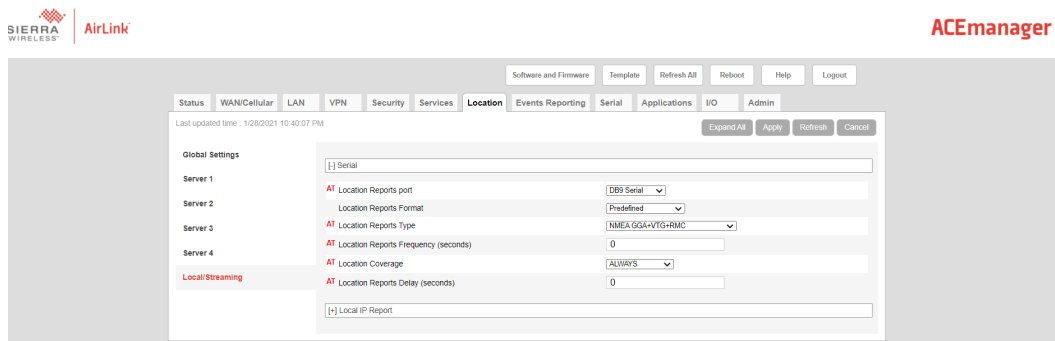 SIERRA
WIRELESS
AirLink
ACEmanager
Software and Firmware Template Refresh All Reboot Help Logout
Status WAN/Cellular LAN VPN Security Services Location Events Reporting Serial Applications I/O Admin
Last updated time : 1/28/2021 10:40:07 PM
Expand All Apply Refresh Cancel
Global Settings
Server 1
Server 2
Server 3
Server 4
Local/Streaming
[-] Serial
AT Location Reports port DB9 Serial
Location Reports Format Predefined
AT Location Reports Type NMEA GGA+VTG+RMC
AT Location Reports Frequency (seconds) 0
AT Location Coverage ALWAYS
AT Location Reports Delay (seconds) 0
[+] Local IP Report